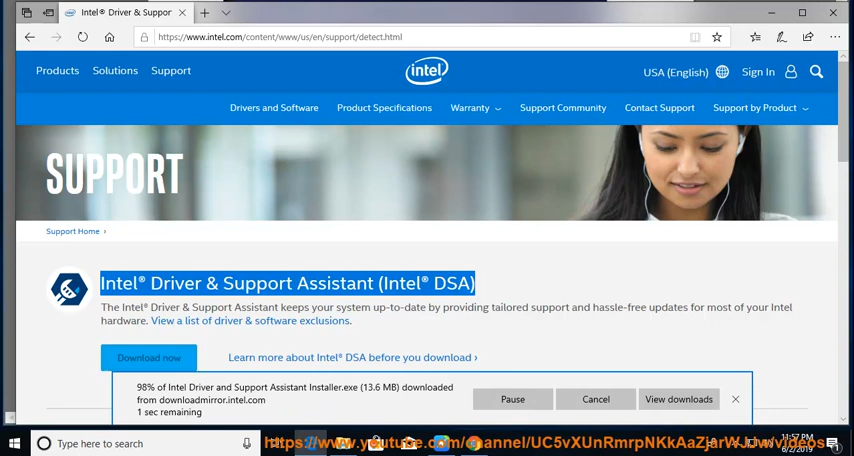 Intel® Driver & Suppor
https://www.intel.com/content/www/us/en/support/detect.html
Products Solutions Support
intel
USA (English) Sign In
Drivers and Software Product Specifications Warranty Support Community Contact Support Support by Product
SUPPORT
Support Home ›
Intel® Driver & Support Assistant (Intel® DSA)
The Intel® Driver & Support Assistant keeps your system up-to-date by providing tailored support and hassle-free updates for most of your Intel
hardware. View a list of driver & software exclusions.
Download now Learn more about Intel® DSA before you download ›
98% of Intel Driver and Support Assistant Installer.exe (13.6 MB) downloaded
from downloadmirror.intel.com
1 sec remaining
Pause Cancel View downloads
Type here to search
11:57 PM
6/2/2019